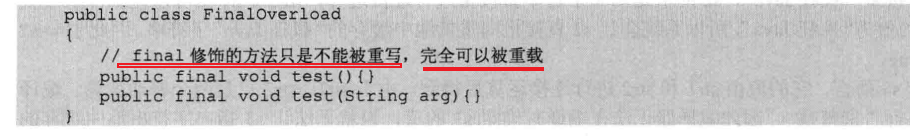 public class FinalOverload
{
// final 修饰的方法只是不能被重写，完全可以被重载
public final void test(){}
public final void test(String arg){}
}